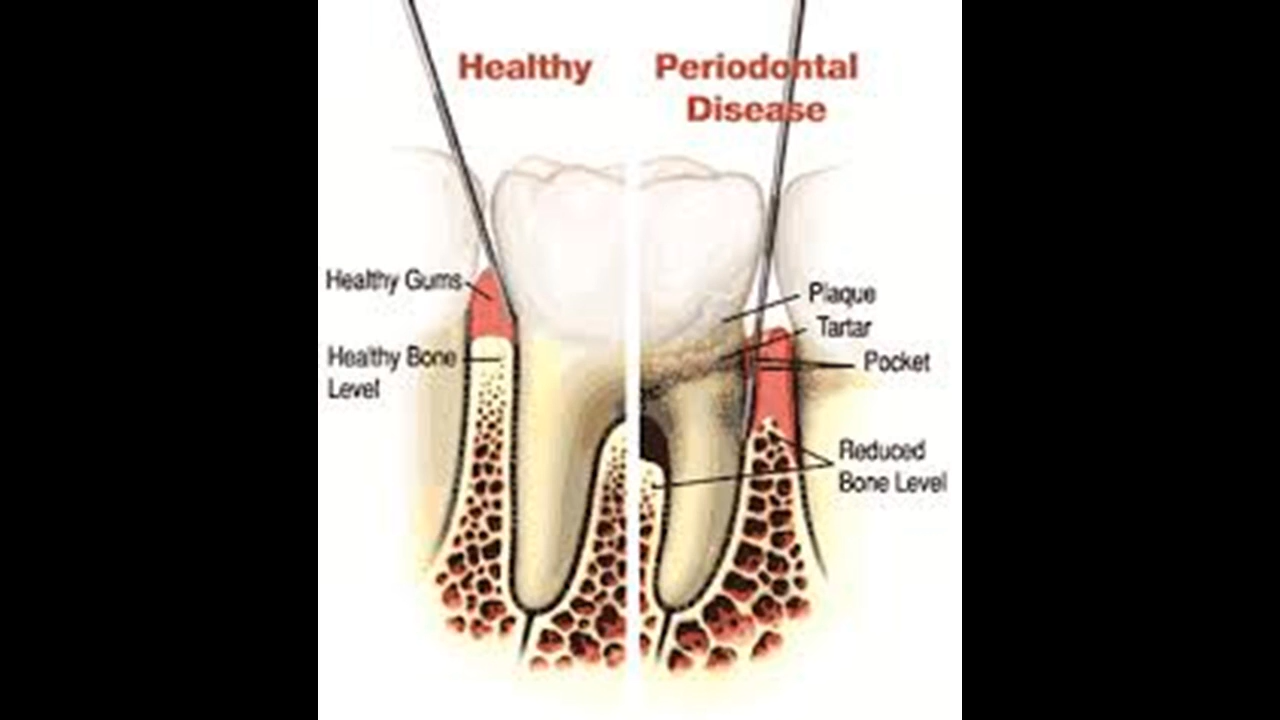 Healthy
Periodontal
Disease
Healthy Gums
Healthy Bone
Level
Plaque
Tartar
Pocket
Reduced
Bone Level